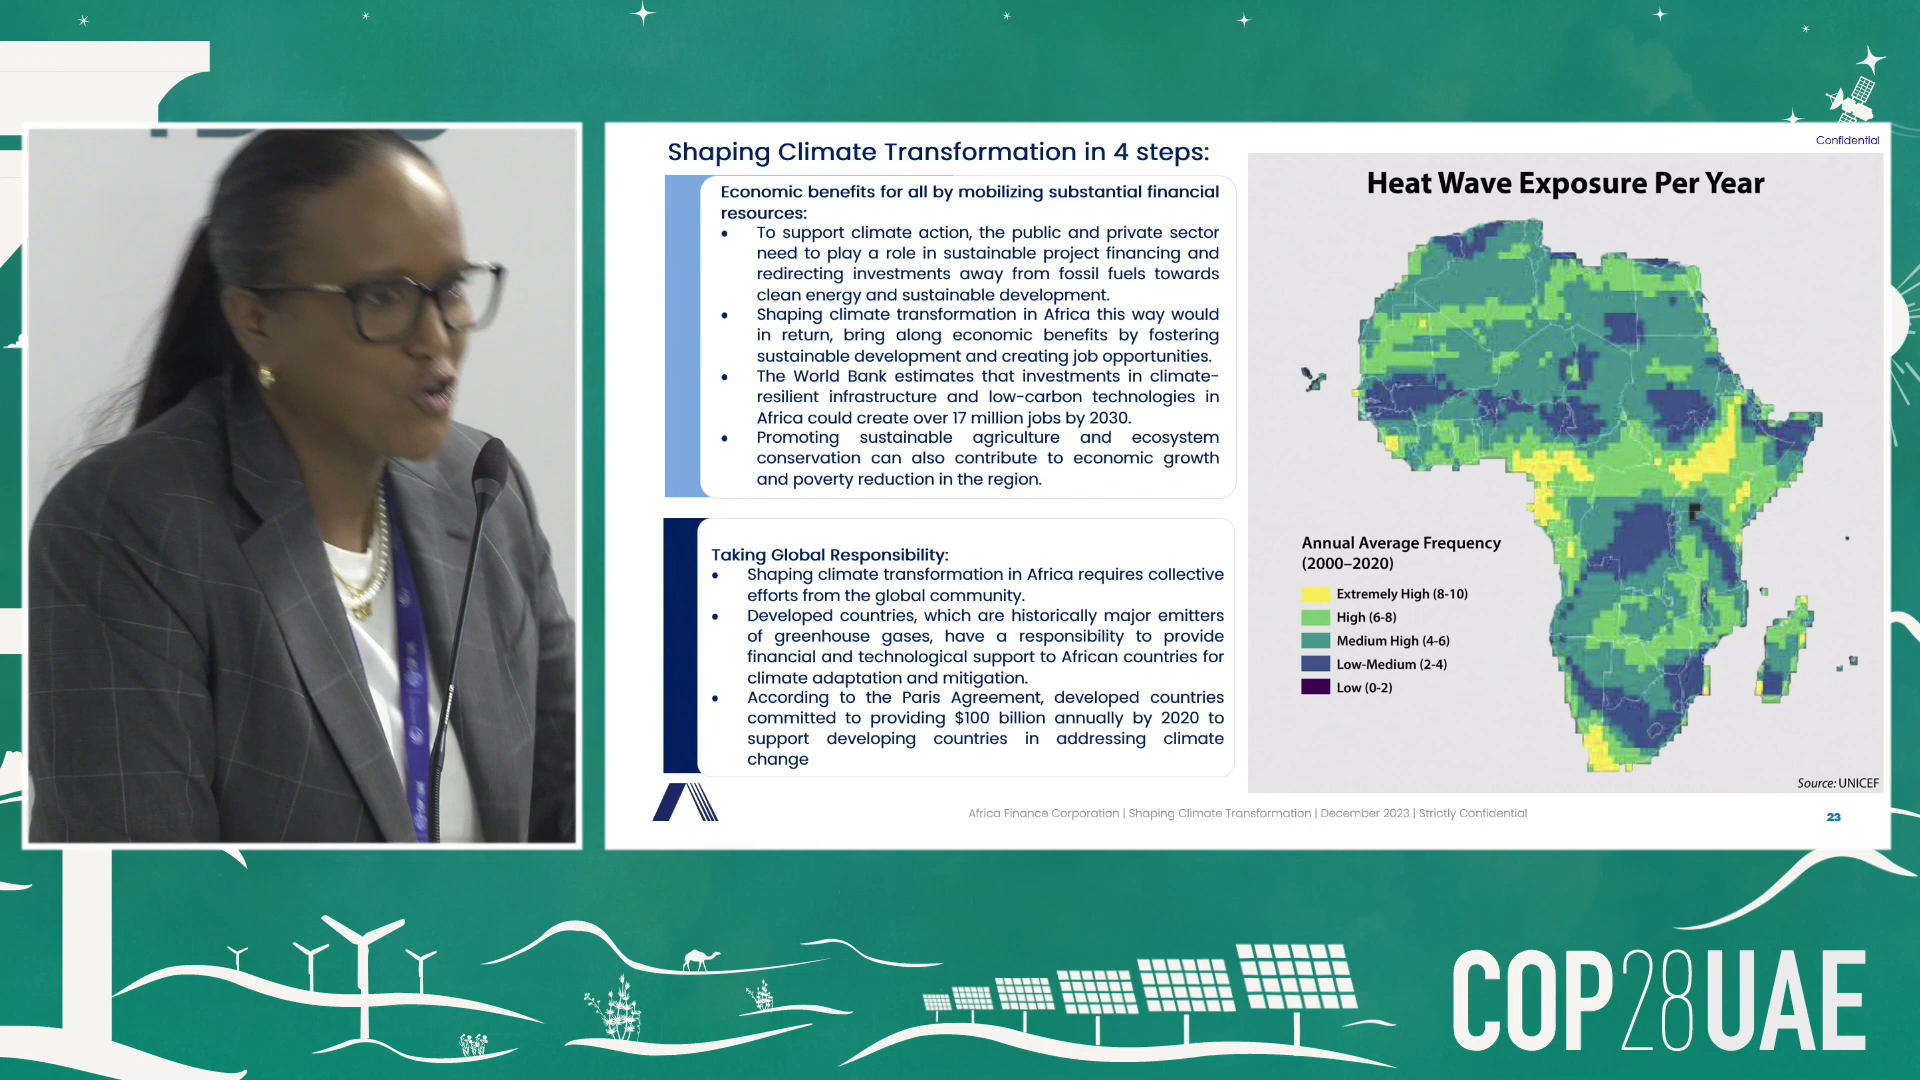 Confidential
Shaping Climate Transformation in 4 steps:
Economic benefits for all by mobilizing substantial financial
resources:
• To support climate action, the public and private sector
need to play a role in sustainable project financing and
redirecting investments away from fossil fuels towards
clean energy and sustainable development.
• Shaping climate transformation in Africa this way would
in return, bring along economic benefits by fostering
sustainable development and creating job opportunities.
• The World Bank estimates that investments in climate-
resilient infrastructure and low-carbon technologies in
Africa could create over 17 million jobs by 2030.
• Promoting sustainable agriculture and ecosystem
conservation can also contribute to economic growth
and poverty reduction in the region.
Taking Global Responsibility:
• Shaping climate transformation in Africa requires collective
efforts from the global community.
• Developed countries, which are historically major emitters
of greenhouse gases, have a responsibility to provide
financial and technological support to African countries for
climate adaptation and mitigation.
• According to the Paris Agreement, developed countries
committed to providing $100 billion annually by 2020 to
support developing countries in addressing climate
change
Heat Wave Exposure Per Year
Annual Average Frequency
(2000–2020)
Extremely High (8-10)
High (6-8)
Medium High (4-6)
Low-Medium (2-4)
Low (0-2)
Source: UNICEF
Africa Finance Corporation | Shaping Climate Transformation | December 2023 | Strictly Confidential
23
COP28UAE